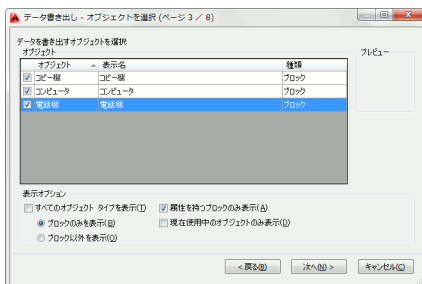 データ書き出し - オブジェクトを選択 (ページ 3 / 8)
データを書き出すオブジェクトを選択:
オブジェクト
プレビュー
オブジェクト 表示名 種類
コピー機 コピー機 ブロック
コンピュータ コンピュータ ブロック
電話機 電話機 ブロック
表示オプション
すべてのオブジェクト タイプを表示(T) 属性を持つブロックのみ表示(A)
ブロックのみを表示(B) 現在使用中のオブジェクトのみ表示(D)
ブロック以外を表示(O)
< 戻る(B) 次へ(N) > キャンセル(C)